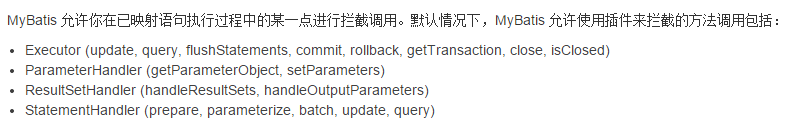 MyBatis 允许你在已映射语句执行过程中的某一点进行拦截调用。默认情况下，MyBatis 允许使用插件来拦截的方法调用包括：
• Executor (update, query, flushStatements, commit, rollback, getTransaction, close, isClosed)
• ParameterHandler (getParameterObject, setParameters)
• ResultSetHandler (handleResultSets, handleOutputParameters)
• StatementHandler (prepare, parameterize, batch, update, query)